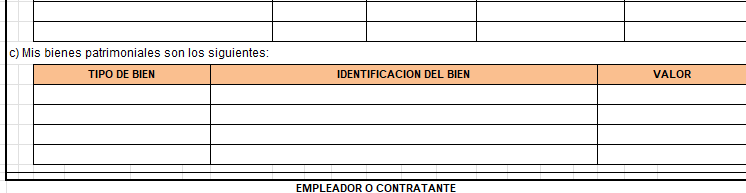 c) Mis bienes patrimoniales son los siguientes:
TIPO DE BIEN IDENTIFICACION DEL BIEN VALOR
EMPLEADOR O CONTRATANTE